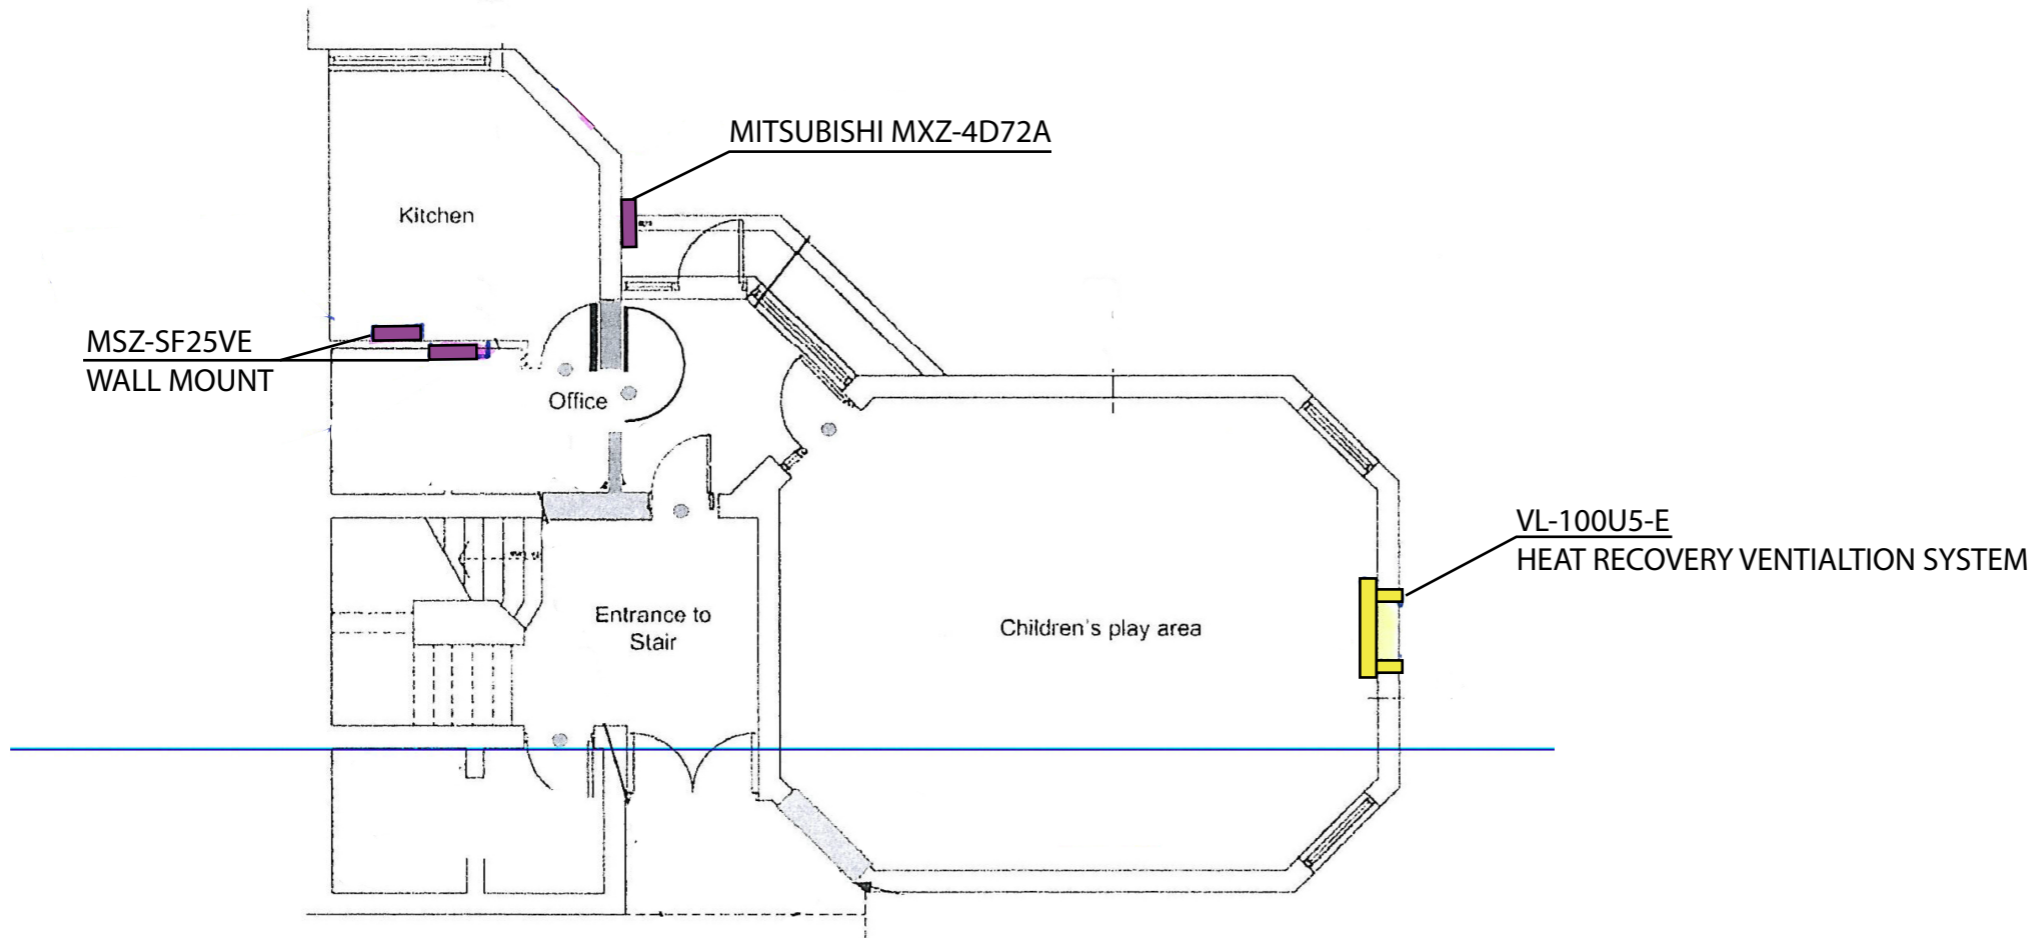 MITSUBISHI MXZ-4D72A
Kitchen
MSZ-SF25VE
WALL MOUNT
Office
VL-100U5-E
HEAT RECOVERY VENTIALTION SYSTEM
Entrance to
Stair
Children's play area